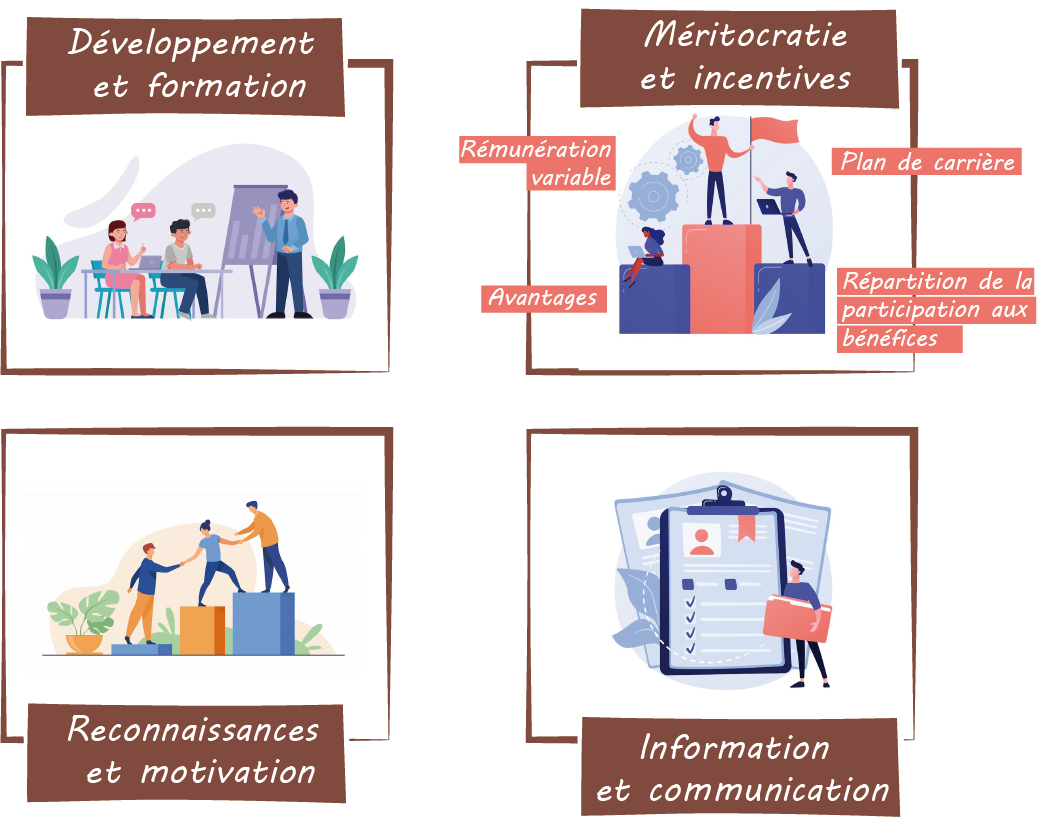 Développement
et formation
Méritocratie
et incentives
Rémunération
variable
Plan de carrière
Avantages
Répartition de la
participation aux
bénéfices
Reconnaissances
et motivation
Information
et communication